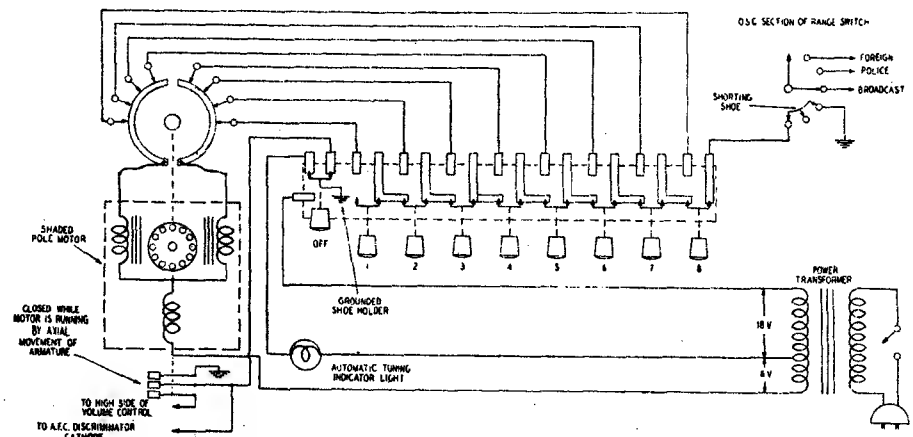 O.S.C SECTION OF RANGE SWITCH
FOREIGN
POLICE
BROADCAST
SHORTING
SHOE
SHADED
POLE MOTOR
OFF
1 2 3 4 5 6 7 8
GROUNDED
SHOE HOLDER
POWER
TRANSFORMER
CLOSED WHILE
MOTOR IS RUNNING
BY AXIAL
MOVEMENT OF
ARMATURE
18 V
6 V
AUTOMATIC TUNING
INDICATOR LIGHT
TO HIGH SIDE OF
VOLUME CONTROL
TO A.F.C. DISCRIMINATOR
CATHODE